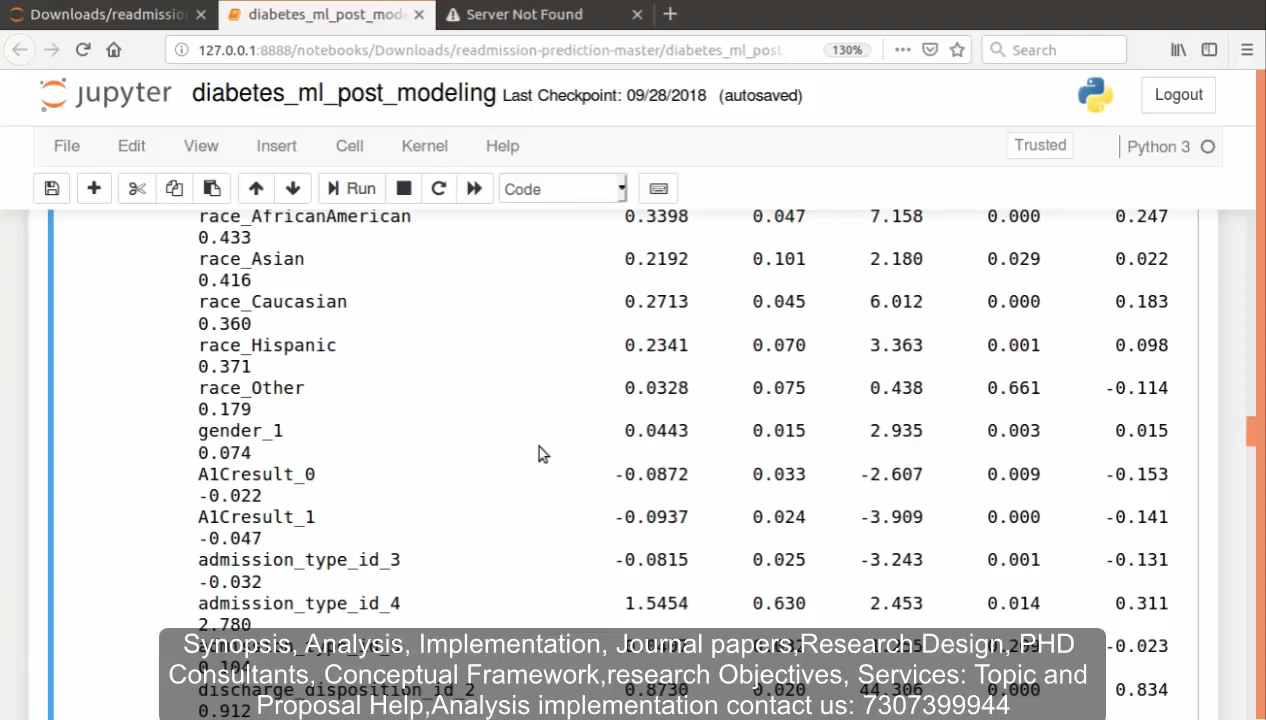 Downloads/readmissio
diabetes_ml_post_mod
Server Not Found
127.0.0.1:8888/notebooks/Downloads/readmission-prediction-master/diabetes_ml_post
130%
Search
jupyter diabetes_ml_post_modeling Last Checkpoint: 09/28/2018 (autosaved)
Logout
File Edit View Insert Cell Kernel Help
Trusted
Python 3
Run
Code
race_AfricanAmerican 0.3398 0.047 7.158 0.000 0.247
0.433
race_Asian 0.2192 0.101 2.180 0.029 0.022
0.416
race_Caucasian 0.2713 0.045 6.012 0.000 0.183
0.360
race_Hispanic 0.2341 0.070 3.363 0.001 0.098
0.371
race_Other 0.0328 0.075 0.438 0.661 -0.114
0.179
gender_1 0.0443 0.015 2.935 0.003 0.015
0.074
A1Cresult_0 -0.0872 0.033 -2.607 0.009 -0.153
-0.022
A1Cresult_1 -0.0937 0.024 -3.909 0.000 -0.141
-0.047
admission_type_id_3 -0.0815 0.025 -3.243 0.001 -0.131
-0.032
admission_type_id_4 1.5454 0.630 2.453 0.014 0.311
2.780
-0.023
0.104
discharge_disposition_id_2 0.8730 0.020 44.306 0.000 0.834
0.912
Synopsis, Analysis, Implementation, Journal papers Research Design, PHD
Consultants, Conceptual Framework,research Objectives, Services: Topic and
Proposal Help,Analysis implementation contact us: 7307399944